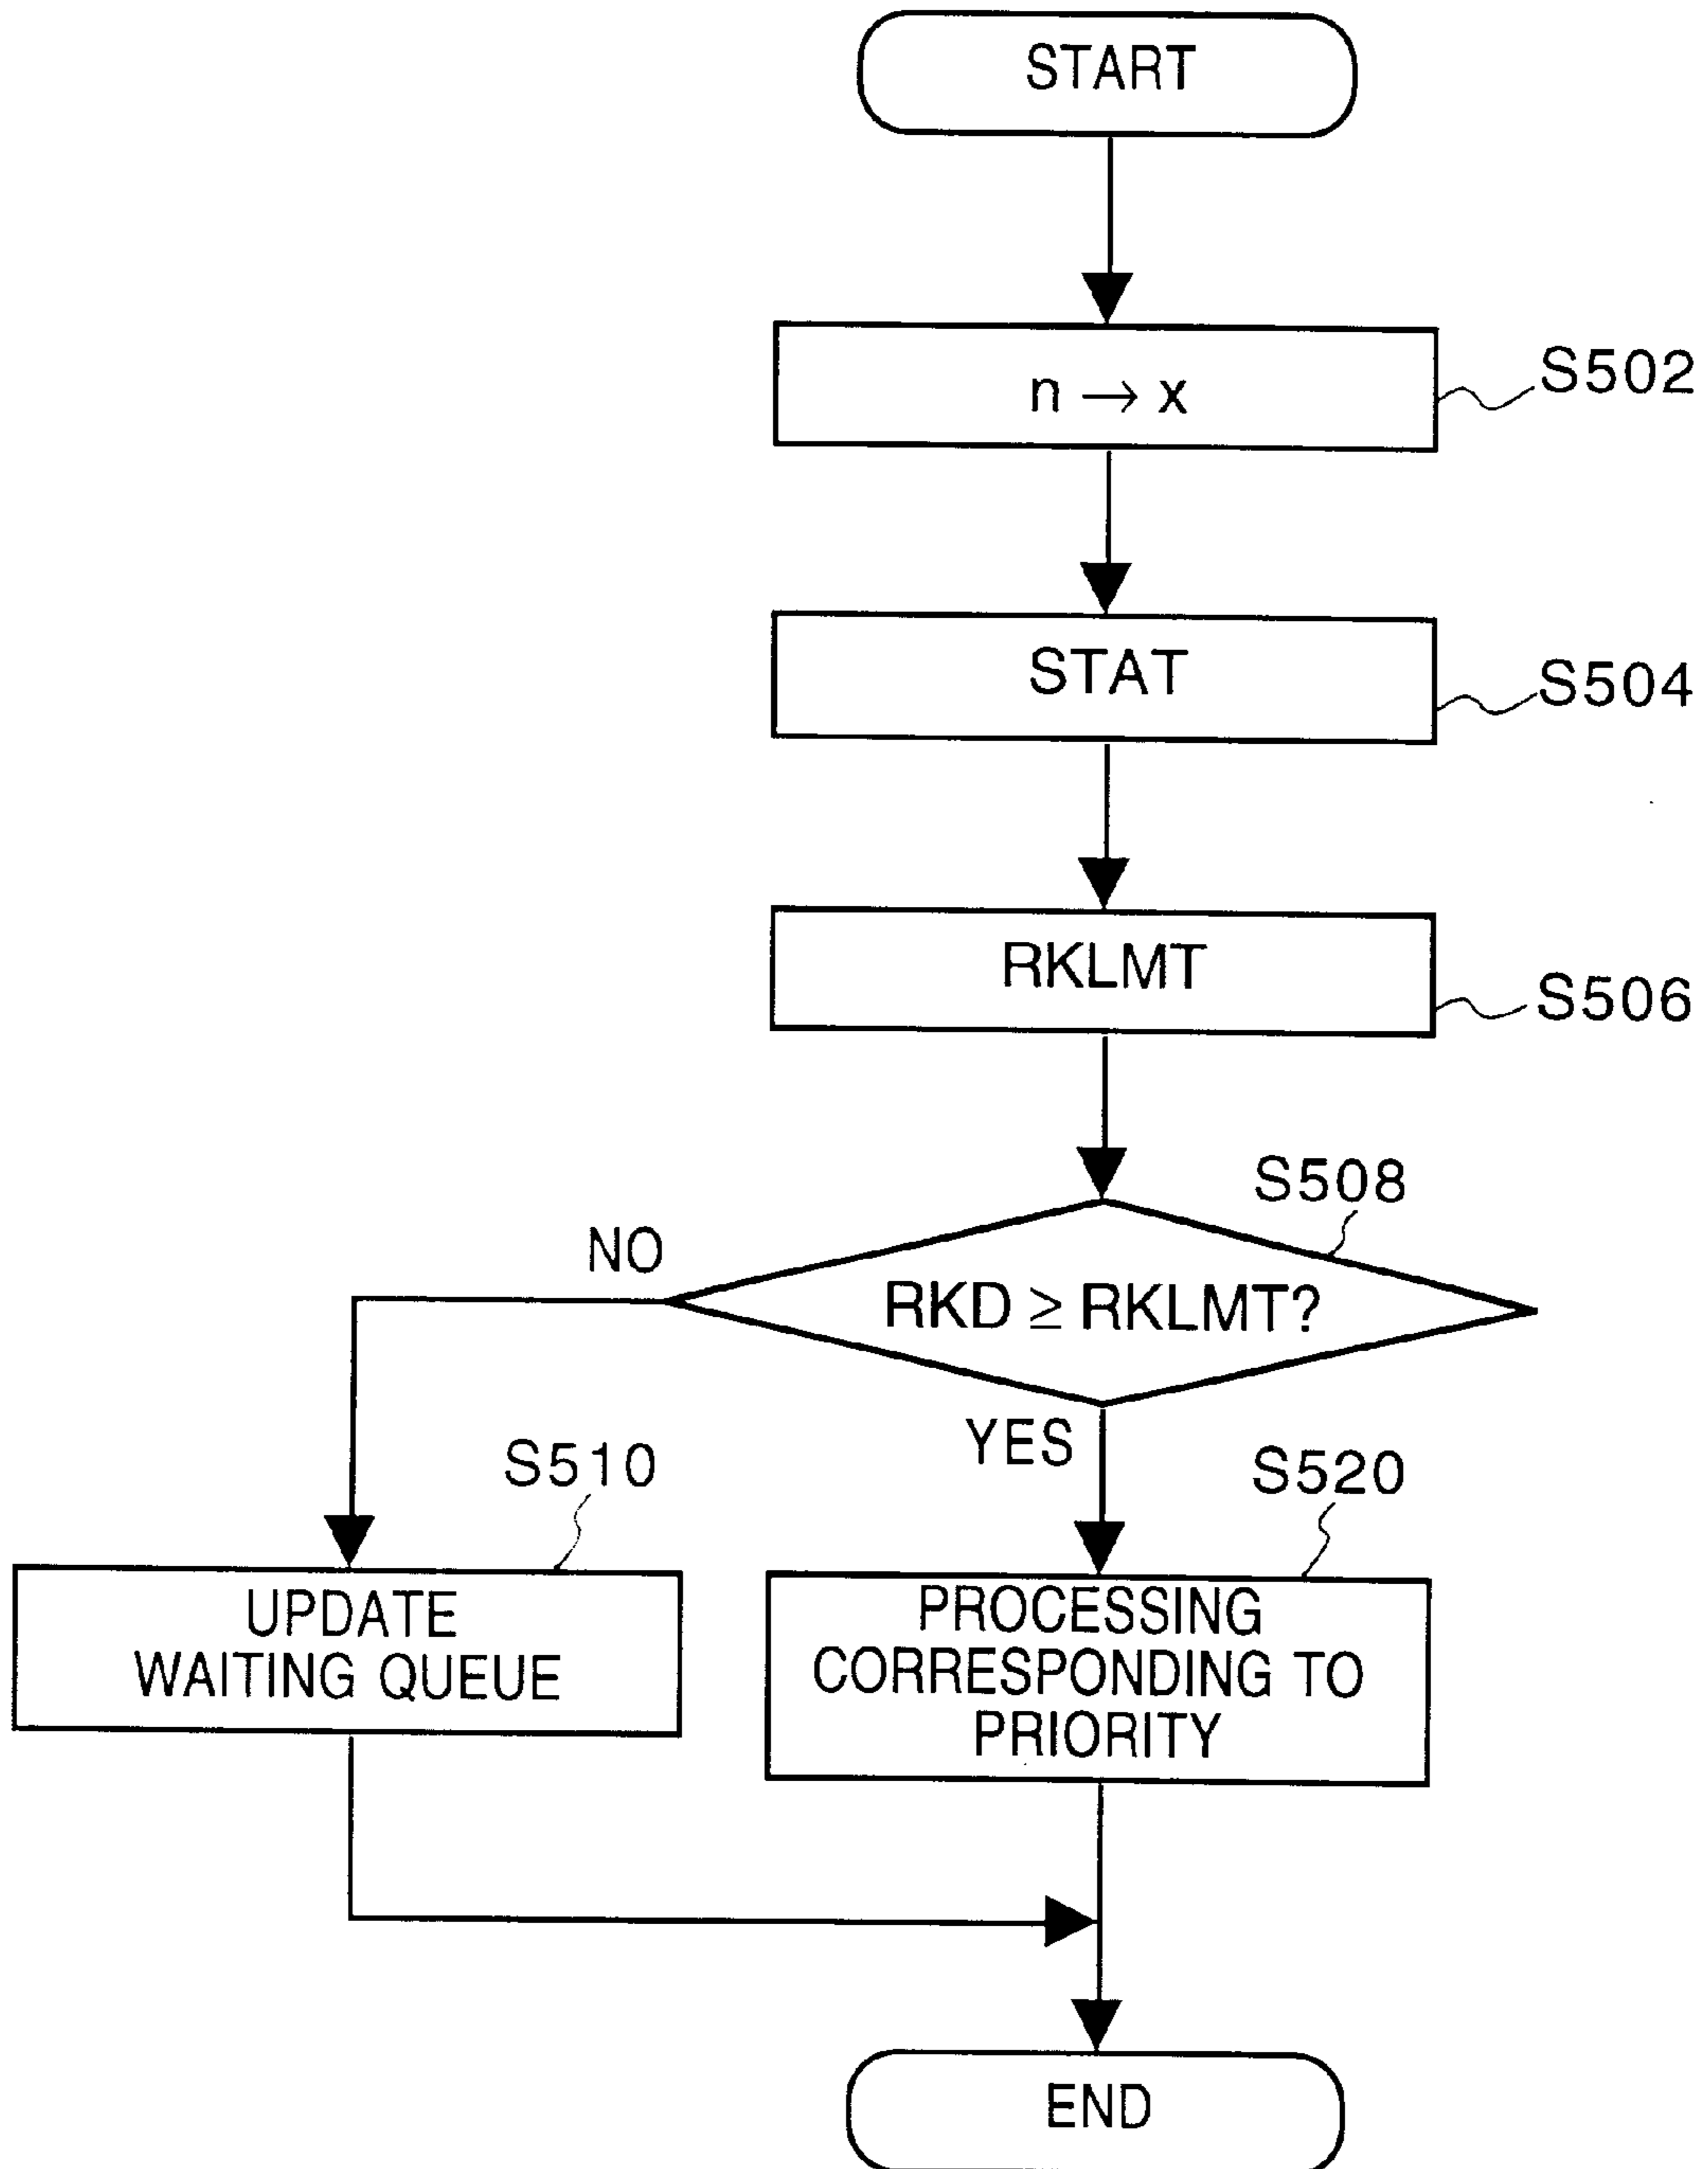 START
n → x
S502
STAT
S504
RKLMT
S506
S508
NO
RKD ≥ RKLMT?
YES
S510
S520
UPDATE
WAITING QUEUE
PROCESSING
CORRESPONDING TO
PRIORITY
END